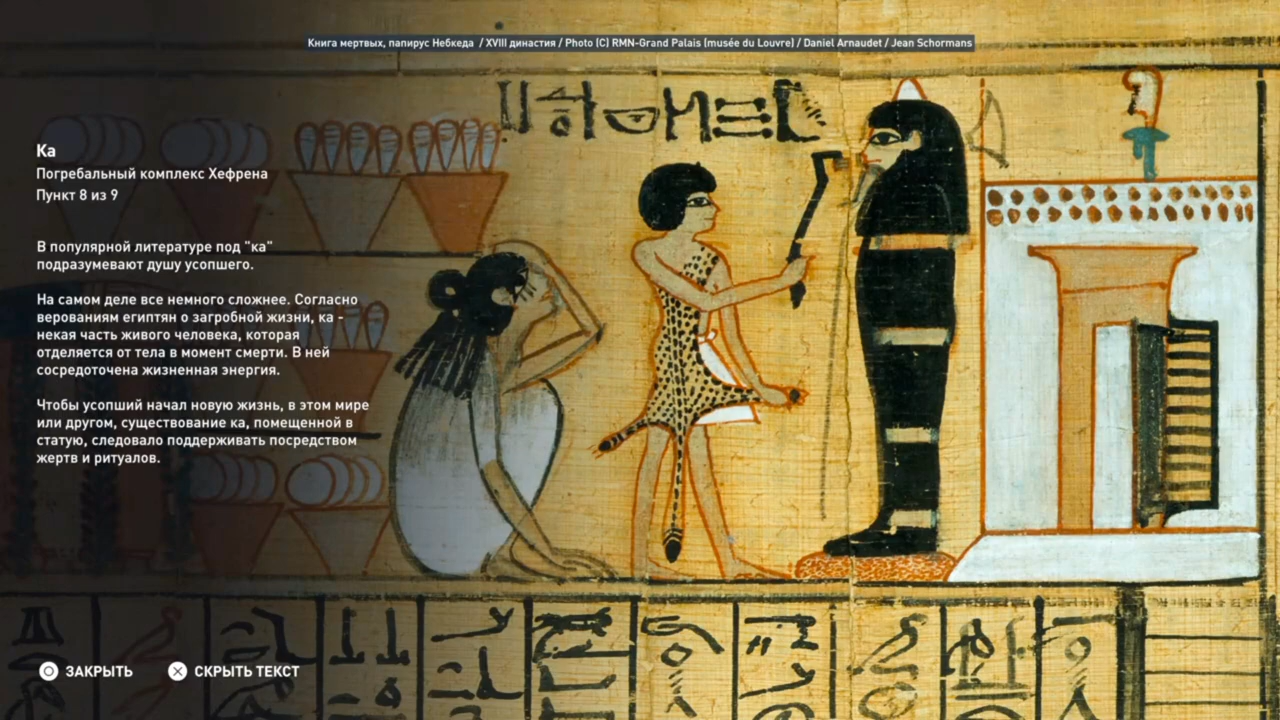 Книга мертвых, папирус Небкеда / XVIII династия / Photo (C) RMN-Grand Palais (musée du Louvre) / Daniel Arnaudet / Jean Schormans
Ка
Погребальный комплекс Хефрена
Пункт 8 из 9
В популярной литературе под "ка"
подразумевают душу усопшего.
На самом деле все немного сложнее. Согласно
верованиям египтян о загробной жизни, ка -
некая часть живого человека, которая
отделяется от тела в момент смерти. В ней
сосредоточена жизненная энергия.
Чтобы усопший начал новую жизнь, в этом мире
или другом, существование ка, помещенной в
статую, следовало поддерживать посредством
жертв и ритуалов.
ЗАКРЫТЬ
СКРЫТЬ ТЕКСТ